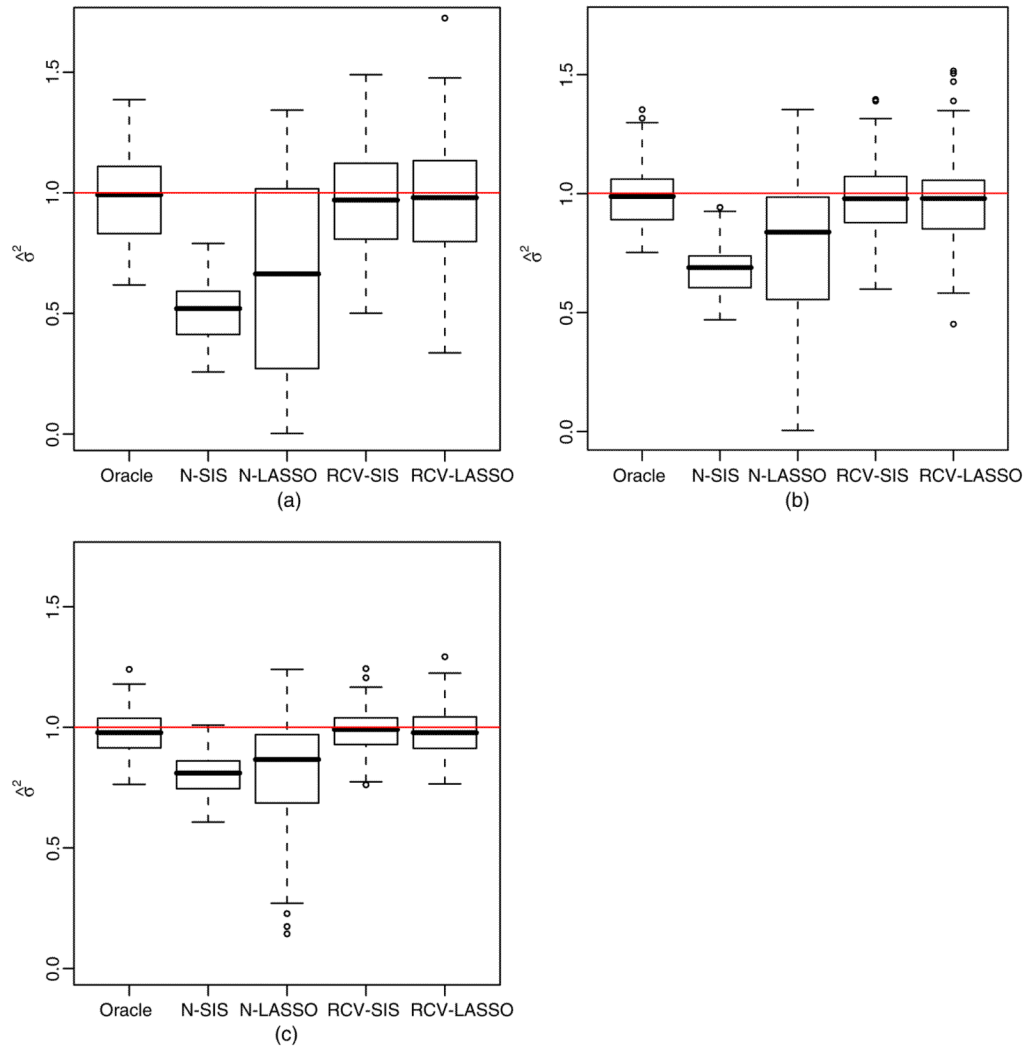 1.5
1.0
0.5
0.0
σ̂²
Oracle N-SIS N-LASSO RCV-SIS RCV-LASSO
(a)
1.5
1.0
0.5
0.0
σ̂²
Oracle N-SIS N-LASSO RCV-SIS RCV-LASSO
(b)
1.5
1.0
0.5
0.0
σ̂²
Oracle N-SIS N-LASSO RCV-SIS RCV-LASSO
(c)